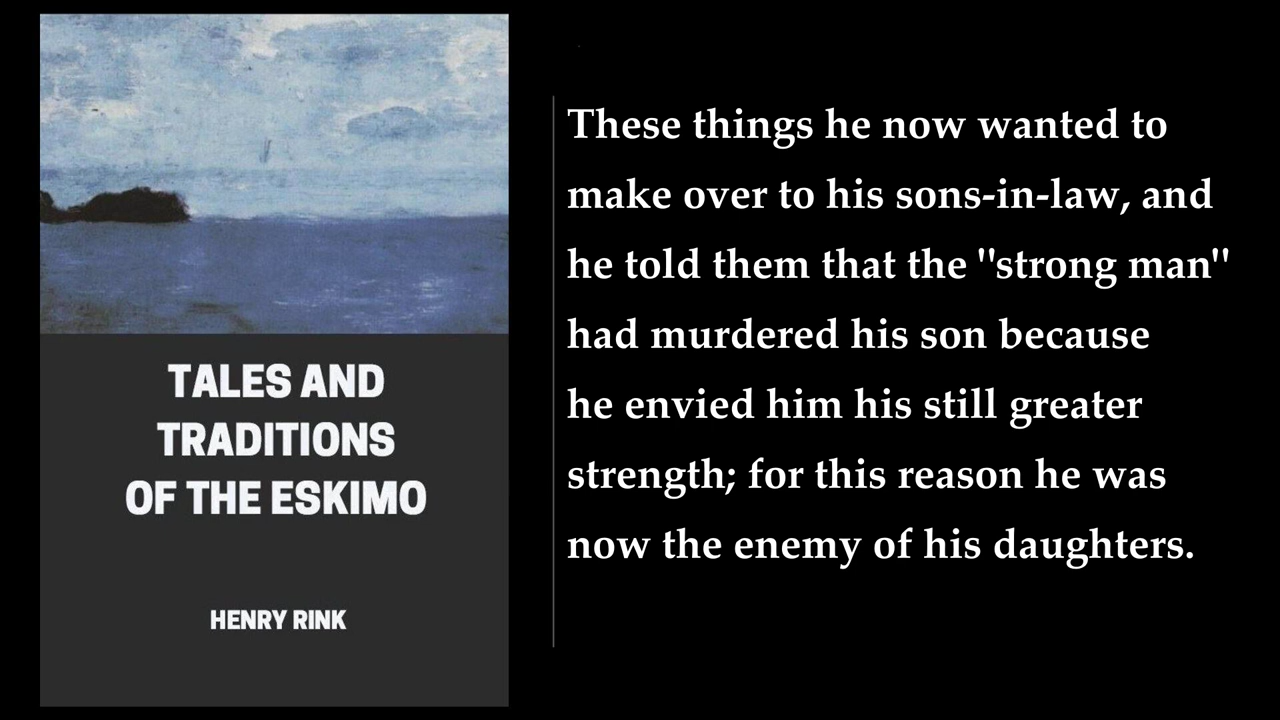 TALES AND
TRADITIONS
OF THE ESKIMO
HENRY RINK
These things he now wanted to
make over to his sons-in-law, and
he told them that the "strong man"
had murdered his son because
he envied him his still greater
strength; for this reason he was
now the enemy of his daughters.